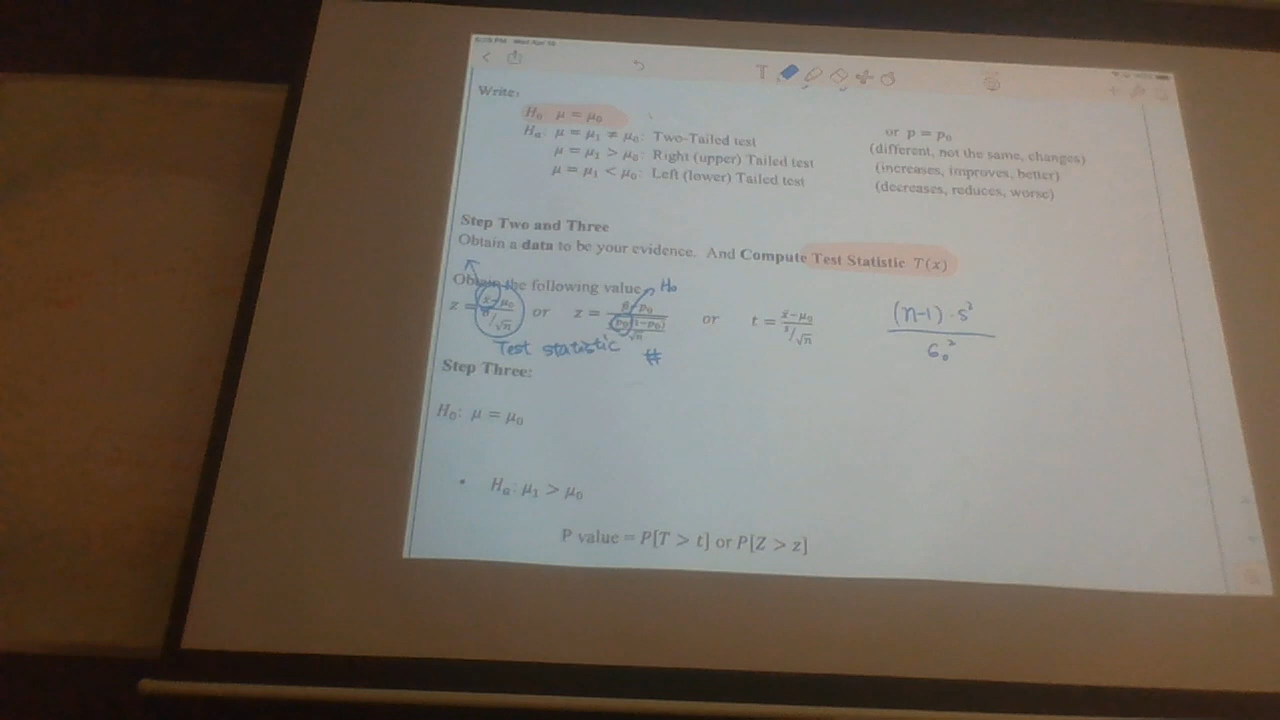 Write:
H₀: μ = μ₀
or p = p₀
Hₐ: μ = μ₁ ≠ μ₀: Two-Tailed test (different, not the same, changes)
μ = μ₁ > μ₀: Right (upper) Tailed test (increases, improves, better)
μ = μ₁ < μ₀: Left (lower) Tailed test (decreases, reduces, worse)
Step Two and Three
Obtain a data to be your evidence. And Compute Test Statistic T(x)
Obtain the following value H₀
z = (x̄−μ₀)/(σ/√n) or z = (p̂−p₀)/(√(p₀(1−p₀))/√n) or t = (x̄−μ₀)/(s/√n) (n−1)·s²/σ₀²
Test statistic #
Step Three:
H₀: μ = μ₀
• Hₐ: μ₁ > μ₀
P value = P[T > t] or P[Z > z]